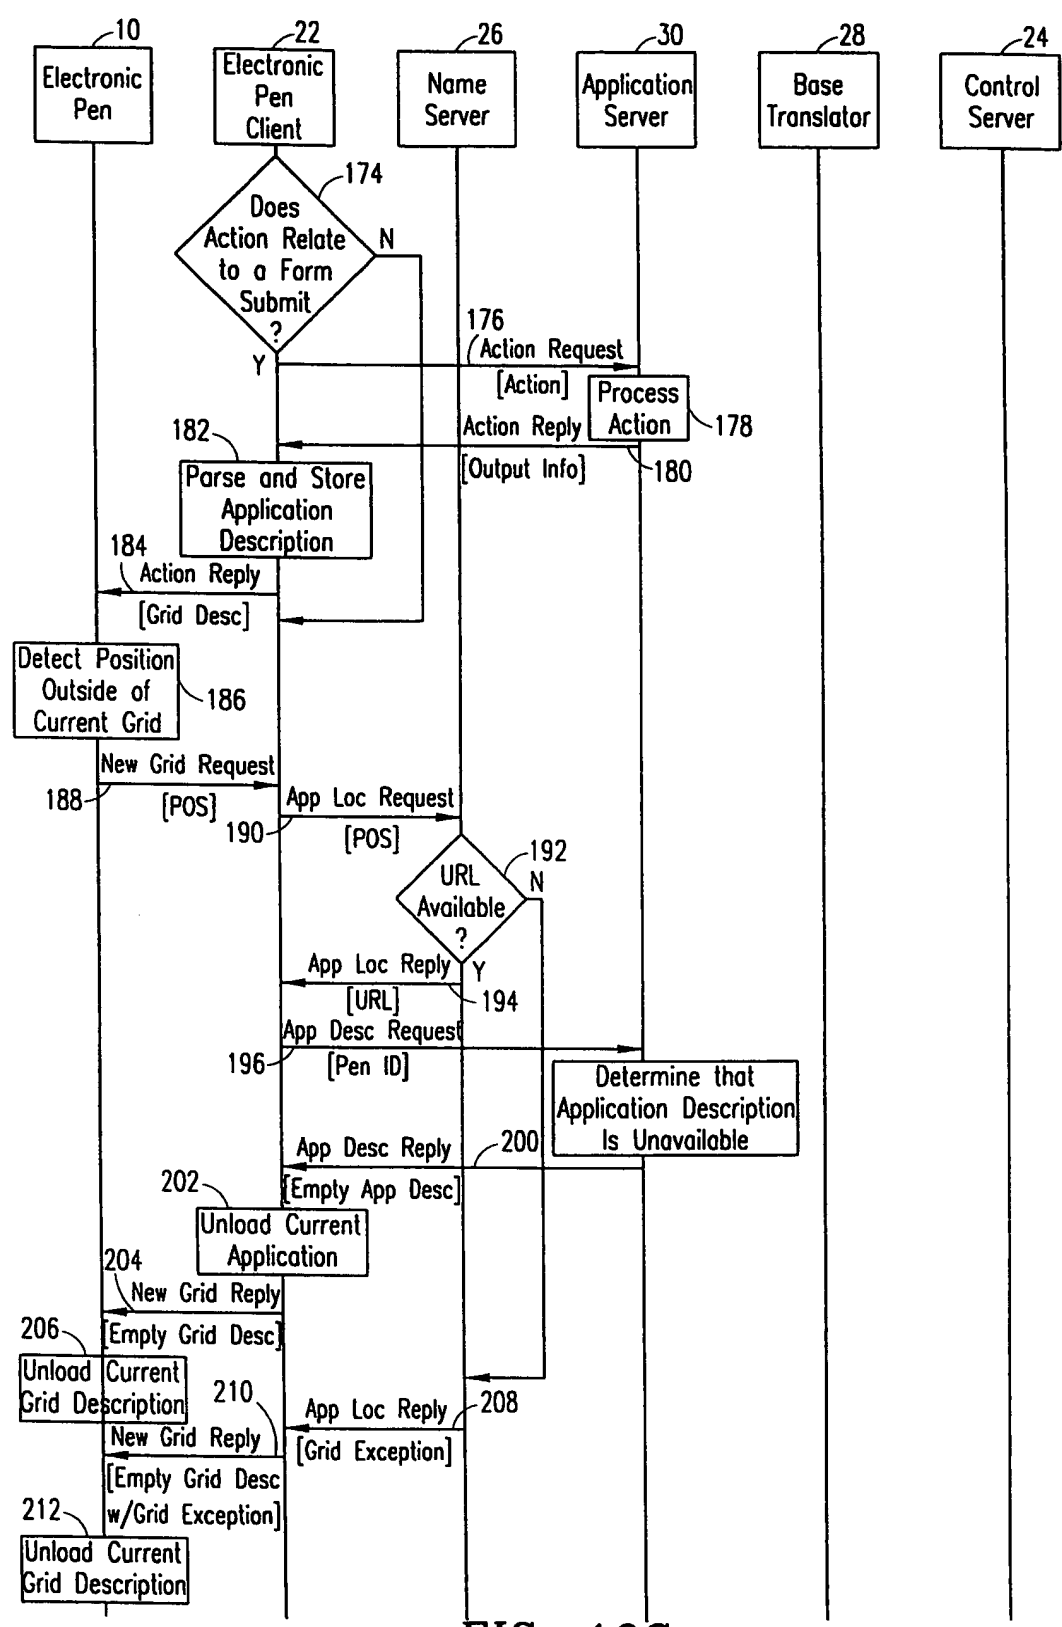 10
22
26
30
28
24
Electronic
Pen
Electronic
Pen
Client
Name
Server
Application
Server
Base
Translator
Control
Server
174
Does
Action Relate
to a Form
Submit
?
N
Y
176
Action Request
[Action]
Process
Action
178
Action Reply
[Output Info]
180
182
Parse and Store
Application
Description
184
Action Reply
[Grid Desc]
Detect Position
Outside of
Current Grid
186
New Grid Request
188
[POS]
App Loc Request
190
[POS]
192
URL
Available
?
N
Y
App Loc Reply
[URL]
194
App Desc Request
196
[Pen ID]
Determine that
Application Description
Is Unavailable
App Desc Reply
200
[Empty App Desc]
202
Unload Current
Application
204
New Grid Reply
[Empty Grid Desc]
206
Unload Current
Grid Description
App Loc Reply
208
[Grid Exception]
210
New Grid Reply
[Empty Grid Desc
w/Grid Exception]
212
Unload Current
Grid Description